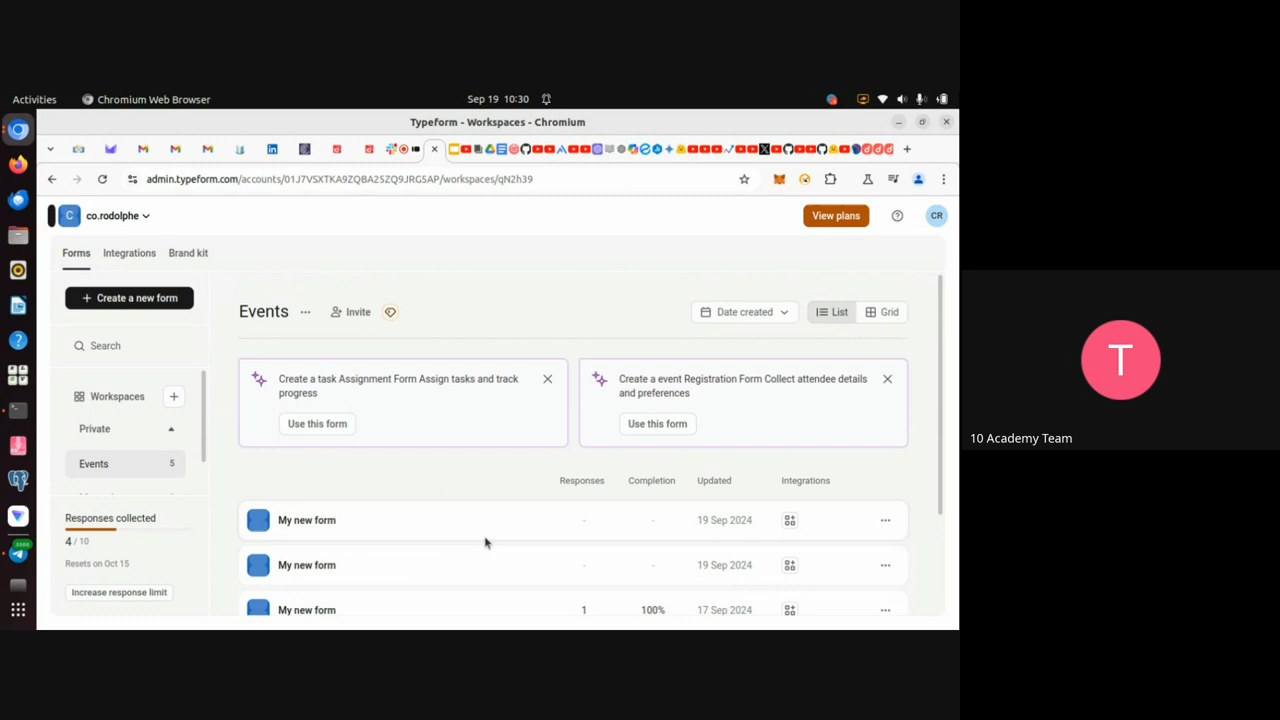 Activities
Chromium Web Browser
Sep 19 10:30
Typeform - Workspaces - Chromium
admin.typeform.com/accounts/01J7VSXTKA9ZQBA2SZQ9JRG5AP/workspaces/qN2h39
C
co.rodolphe
View plans
CR
Forms
Integrations
Brand kit
+ Create a new form
Events
Invite
Date created
List
Grid
Search
Create a task Assignment Form Assign tasks and track
progress
Use this form
Create a event Registration Form Collect attendee details
and preferences
Use this form
Workspaces
Private
Events 5
Responses Completion Updated Integrations
Responses collected
4 / 10
Resets on Oct 15
Increase response limit
My new form - - 19 Sep 2024
My new form - - 19 Sep 2024
My new form 1 100% 17 Sep 2024
T
10 Academy Team